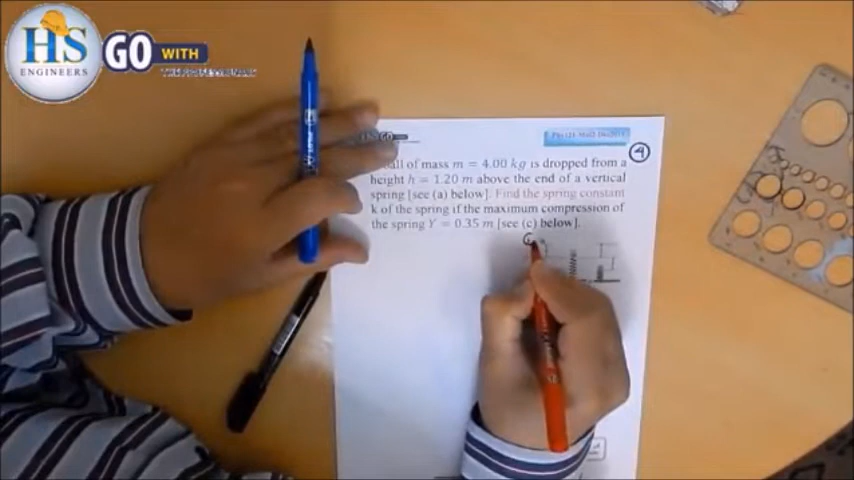 HS
ENGINEERS
GO WITH
4
all of mass m = 4.00 kg is dropped from a
height h = 1.20 m above the end of a vertical
spring [see (a) below]. Find the spring constant
k of the spring if the maximum compression of
the spring Y = 0.35 m [see (c) below].